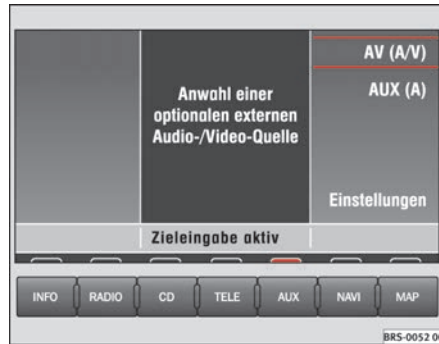 AV (A/V)
Anwahl einer
optionalen externen
Audio-/Video-Quelle
AUX (A)
Einstellungen
Zieleingabe aktiv
INFO RADIO CD TELE AUX NAVI MAP